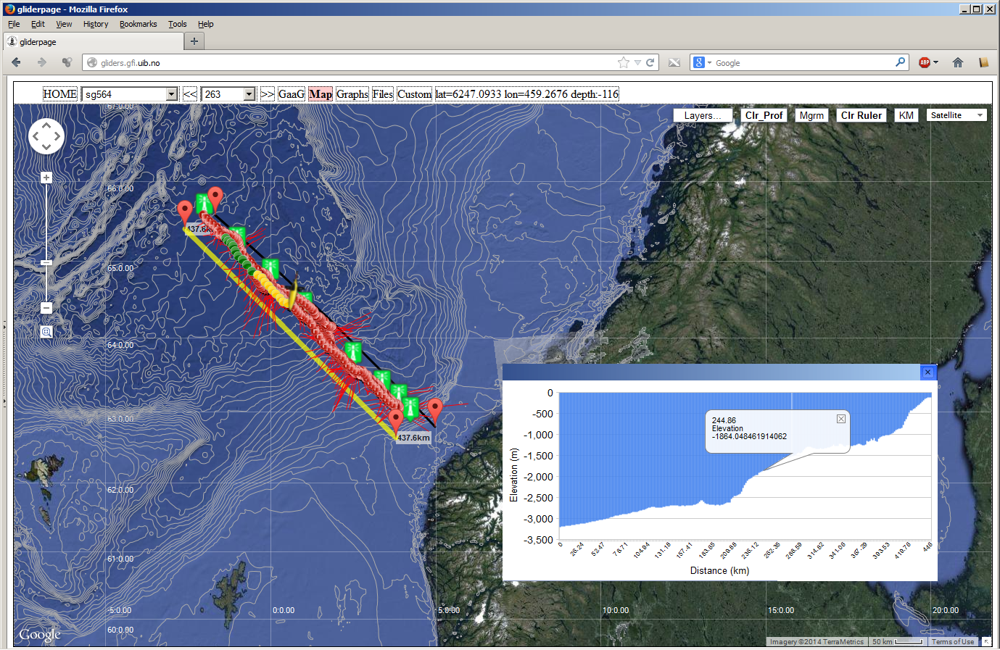 gliderpage - Mozilla Firefox
File Edit View History Bookmarks Tools Help
gliderpage
gliders.gfi.uib.no
Google
ABP
HOME sg564 << 263 >> GaaG Map Graphs Files Custom lat=6247.0933 lon=459.2676 depth:-116
Layers... Clr_Prof Mgrm Clr Ruler KM Satellite
66:0.00
437.6k
65:0.00
64:0.00
63:0.00
437.6km
62:0.00
61:0.00
-5:0.00 0:0.00 5:0.00 10:0.00 15:0.00 20:0.00
60:0.00
Google
0
-500
-1,000
-1,500
-2,000
-2,500
-3,000
-3,500
Elevation (m)
244.86
Elevation
-1864.048461914062
0 26.24 52.47 78.71 104.94 131.18 157.41 183.65 209.88 236.12 262.35 288.59 314.82 341.06 367.29 393.53 419.76 446
Distance (km)
Imagery ©2014 TerraMetrics 50 km Terms of Use